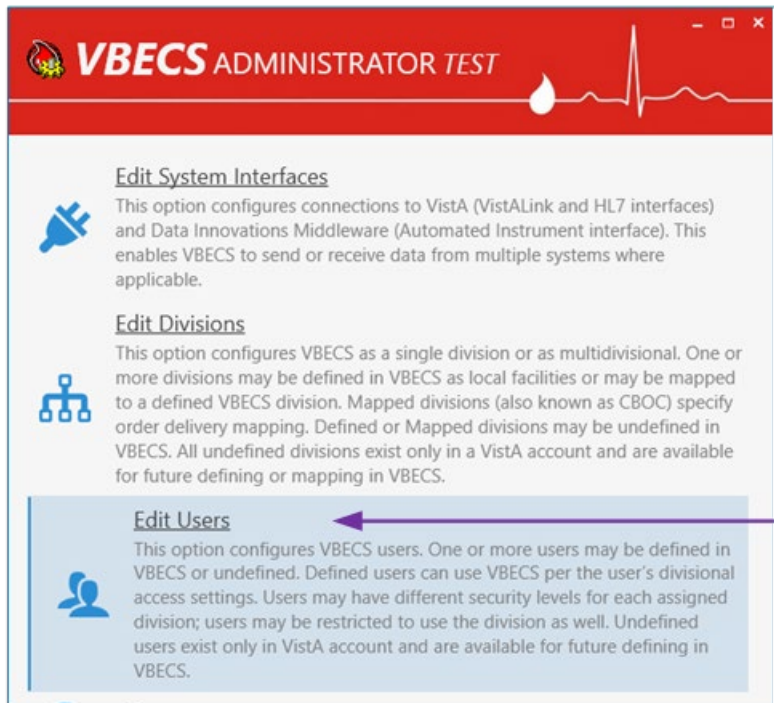 VBECS ADMINISTRATOR TEST
Edit System Interfaces
This option configures connections to VistA (VistALink and HL7 interfaces)
and Data Innovations Middleware (Automated Instrument interface). This
enables VBECS to send or receive data from multiple systems where
applicable.
Edit Divisions
This option configures VBECS as a single division or as multidivisional. One or
more divisions may be defined in VBECS as local facilities or may be mapped
to a defined VBECS division. Mapped divisions (also known as CBOC) specify
order delivery mapping. Defined or Mapped divisions may be undefined in
VBECS. All undefined divisions exist only in a VistA account and are available
for future defining or mapping in VBECS.
Edit Users
This option configures VBECS users. One or more users may be defined in
VBECS or undefined. Defined users can use VBECS per the user's divisional
access settings. Users may have different security levels for each assigned
division; users may be restricted to use the division as well. Undefined
users exist only in VistA account and are available for future defining in
VBECS.